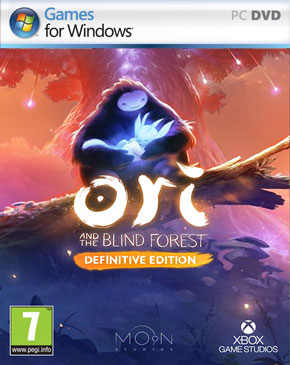 Games
for Windows
PC DVD
ori
AND
THE BLIND FOREST
DEFINITIVE EDITION
7
www.pegi.info
MOON
STUDIOS
XBOX
GAME STUDIOS